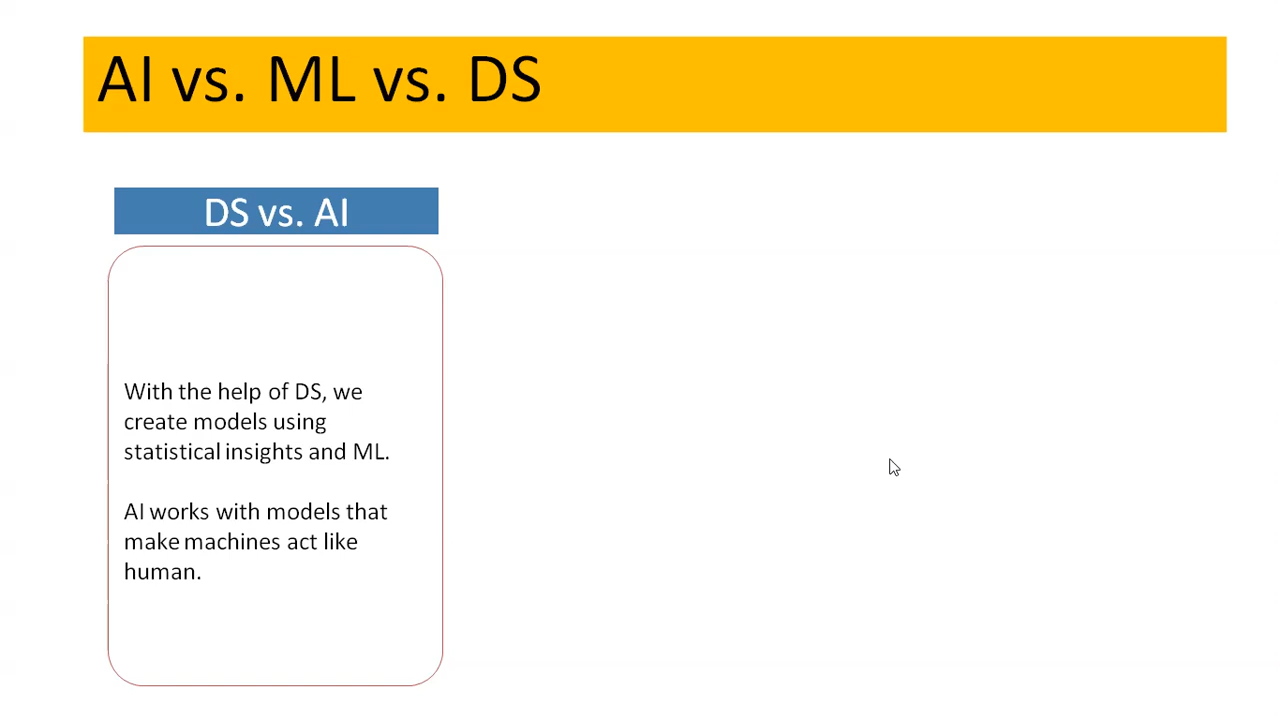 AI vs. ML vs. DS
DS vs. AI
With the help of DS, we
create models using
statistical insights and ML.
AI works with models that
make machines act like
human.